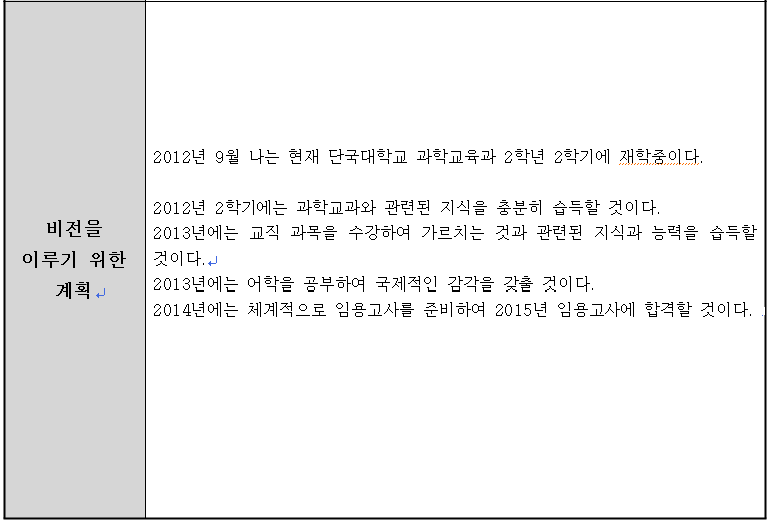 비전을
이루기 위한
계획
2012년 9월 나는 현재 단국대학교 과학교육과 2학년 2학기에 재학중이다.
2012년 2학기에는 과학교과와 관련된 지식을 충분히 습득할 것이다.
2013년에는 교직 과목을 수강하여 가르치는 것과 관련된 지식과 능력을 습득할
것이다.
2013년에는 어학을 공부하여 국제적인 감각을 갖출 것이다.
2014년에는 체계적으로 임용고사를 준비하여 2015년 임용고사에 합격할 것이다.